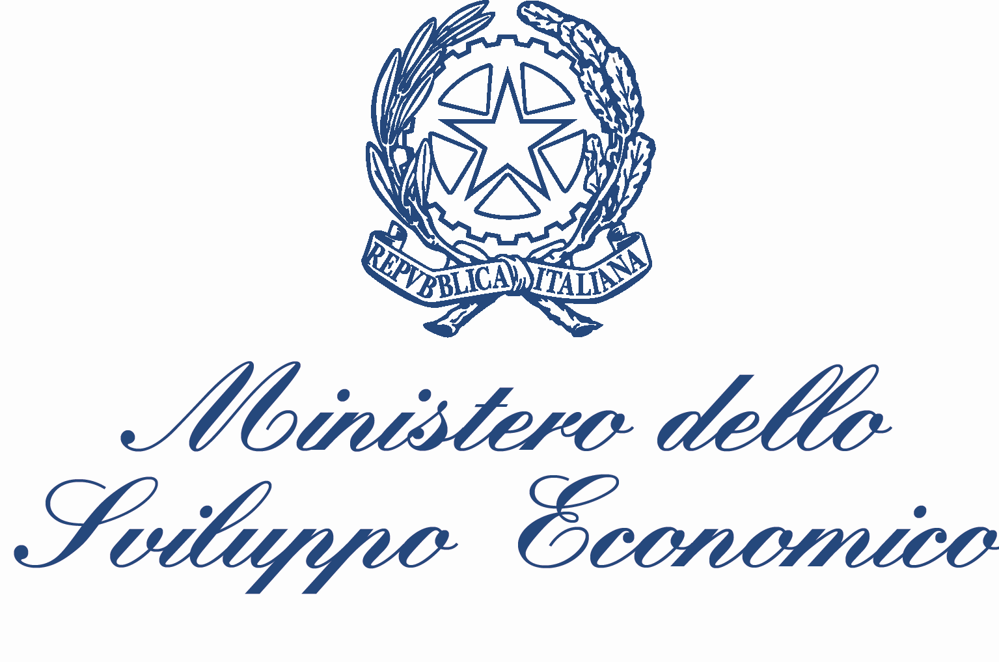 REPVBBLICA ITALIANA
Ministero dello
Sviluppo Economico